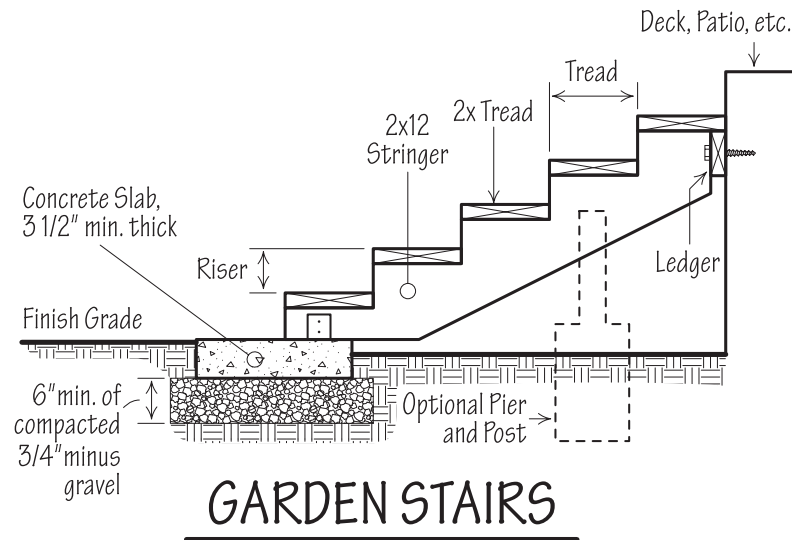 Deck, Patio, etc.
Tread
2x Tread
2x12
Stringer
Concrete Slab,
3 1/2" min. thick
Riser
Ledger
Finish Grade
6" min. of
compacted
3/4" minus
gravel
Optional Pier
and Post
GARDEN STAIRS